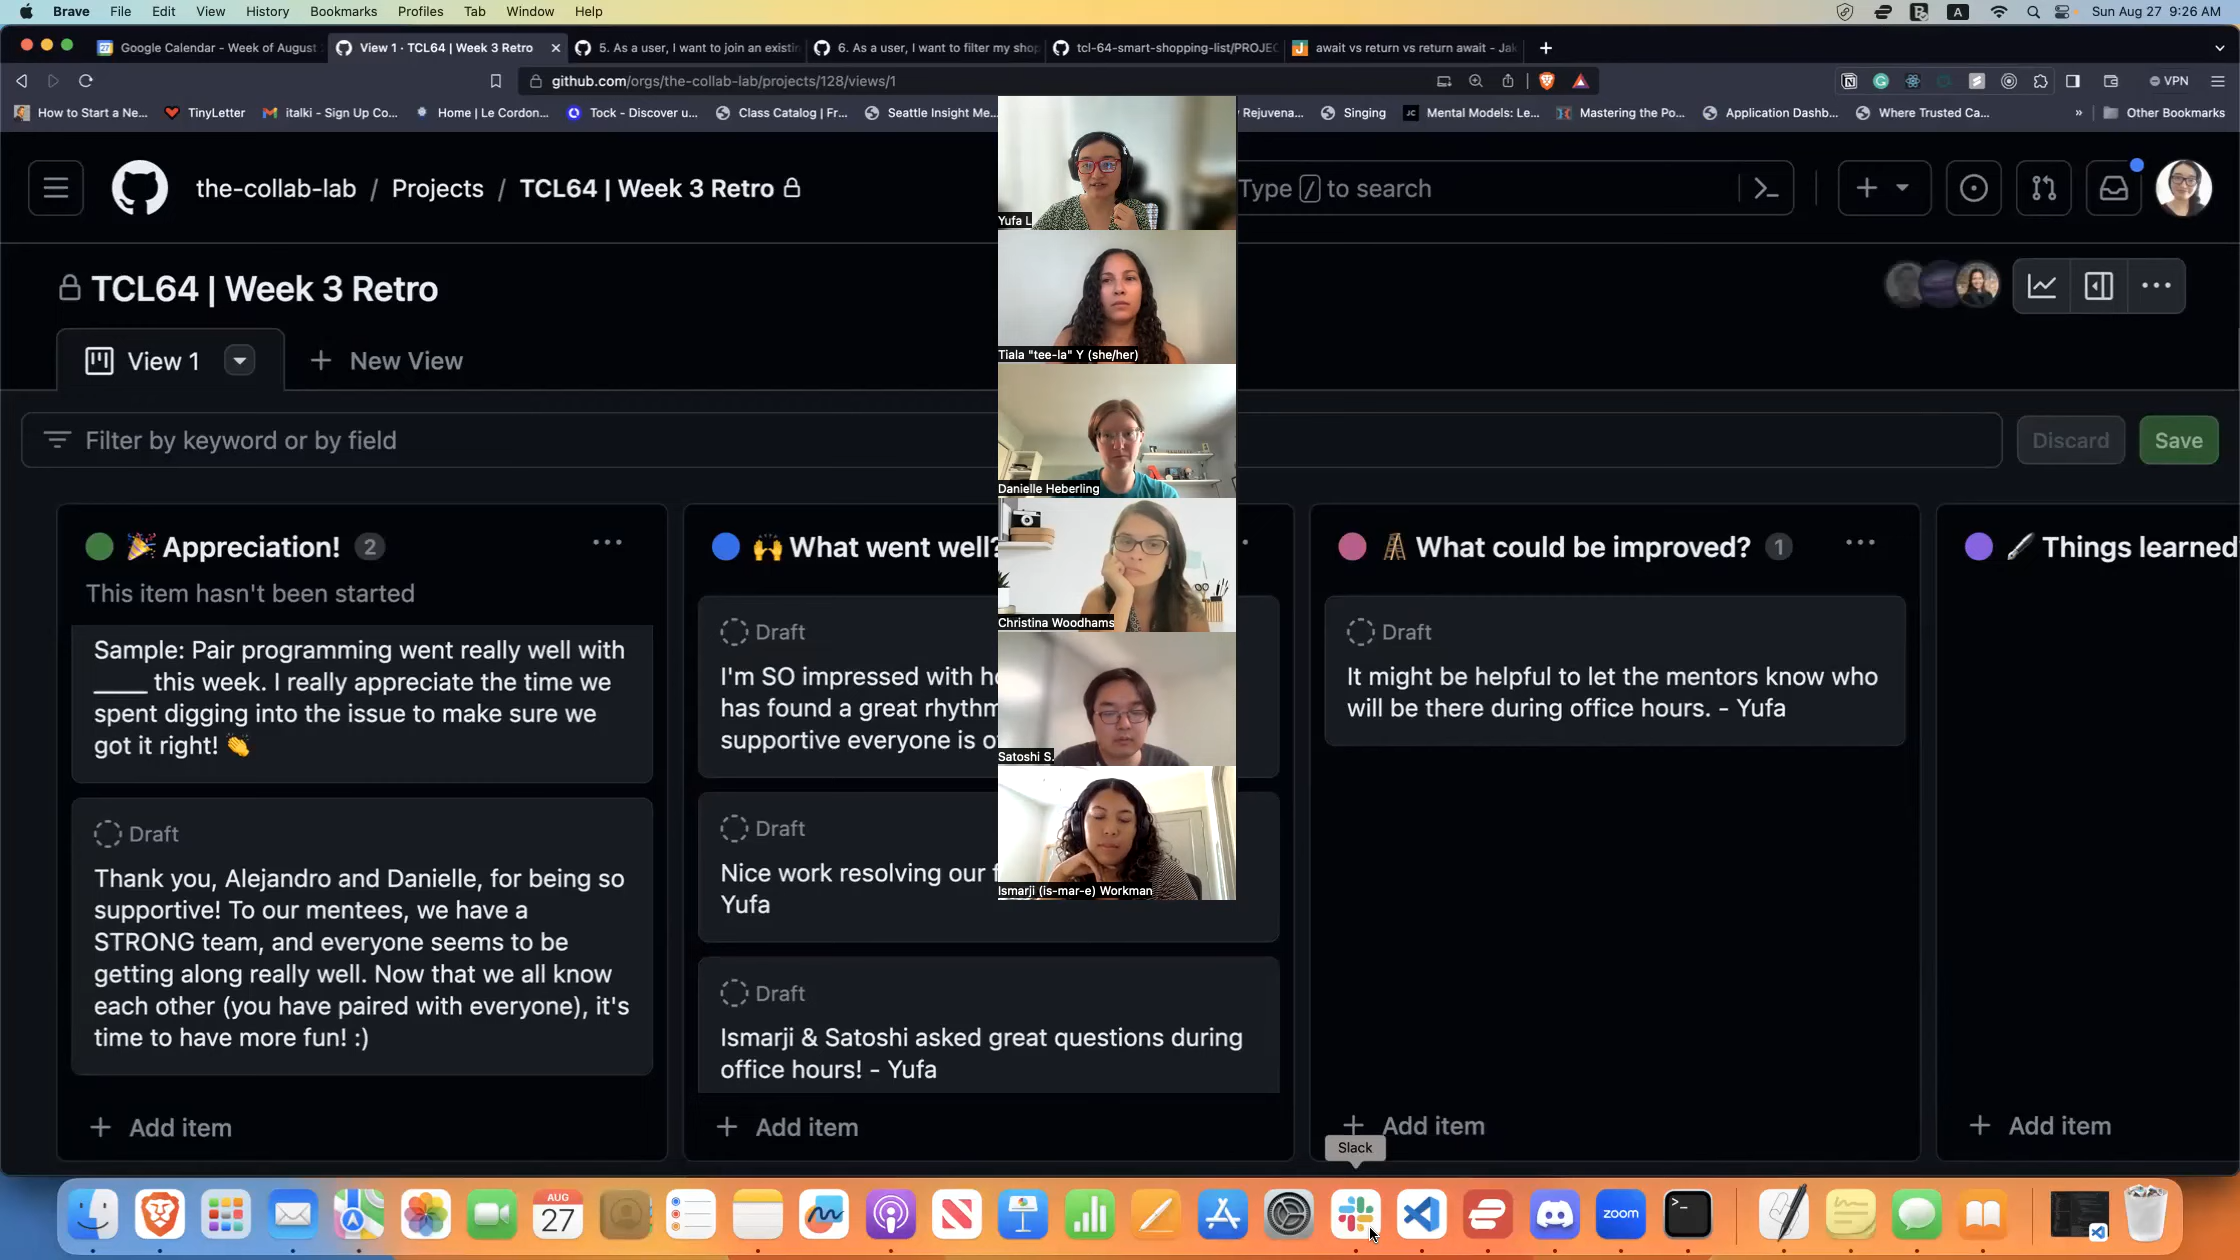 Brave File Edit View History Bookmarks Profiles Tab Window Help
Sun Aug 27 9:26 AM
Google Calendar - Week of August
View 1 · TCL64 | Week 3 Retro
5. As a user, I want to join an existin
6. As a user, I want to filter my shop
tcl-64-smart-shopping-list/PROJEC
await vs return vs return await - Jak
github.com/orgs/the-collab-lab/projects/128/views/1
VPN
How to Start a Ne...
TinyLetter
italki - Sign Up Co...
Home | Le Cordon...
Tock - Discover u...
Class Catalog | Fr...
Seattle Insight Me...
Rejuvena...
Singing
Mental Models: Le...
Mastering the Po...
Application Dashb...
Where Trusted Ca...
»
Other Bookmarks
the-collab-lab / Projects / TCL64 | Week 3 Retro
Type / to search
TCL64 | Week 3 Retro
View 1
+ New View
Filter by keyword or by field
Discard
Save
Yufa L
Tiala "tee-la" Y (she/her)
Danielle Heberling
Christina Woodhams
Satoshi S.
Ismarji (is-mar-e) Workman
Appreciation! 2
This item hasn't been started
Sample: Pair programming went really well with
____ this week. I really appreciate the time we
spent digging into the issue to make sure we
got it right! 👏
Draft
Thank you, Alejandro and Danielle, for being so
supportive! To our mentees, we have a
STRONG team, and everyone seems to be
getting along really well. Now that we all know
each other (you have paired with everyone), it's
time to have more fun! :)
+ Add item
What went well?
Draft
I'm SO impressed with
has found a great rhythm
supportive everyone is
Draft
Nice work resolving our
Yufa
Draft
Ismarji & Satoshi asked great questions during
office hours! - Yufa
+ Add item
What could be improved? 1
Draft
It might be helpful to let the mentors know who
will be there during office hours. - Yufa
+ Add item
Things learned
+ Add item
Slack
AUG
27
zoom